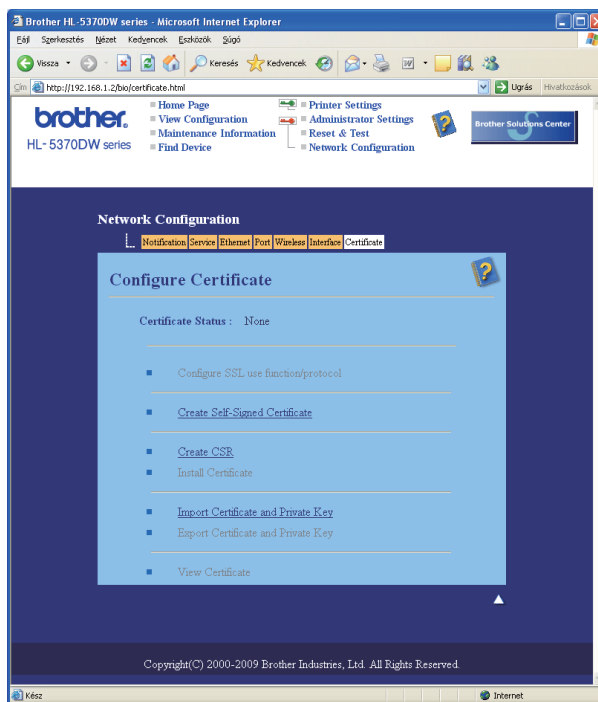 Brother HL-5370DW series - Microsoft Internet Explorer
Fájl Szerkesztés Nézet Kedvencek Eszközök Súgó
Vissza Keresés Kedvencek
Cím http://192.168.1.2/bio/certificate.html Ugrás Hivatkozások
brother.
HL-5370DW series
Home Page
View Configuration
Maintenance Information
Find Device
Printer Settings
Administrator Settings
Reset & Test
Network Configuration
Brother Solutions Center
Network Configuration
Notification Service Ethernet Port Wireless Interface Certificate
Configure Certificate
Certificate Status : None
Configure SSL use function/protocol
Create Self-Signed Certificate
Create CSR
Install Certificate
Import Certificate and Private Key
Export Certificate and Private Key
View Certificate
Copyright(C) 2000-2009 Brother Industries, Ltd. All Rights Reserved.
Kész Internet